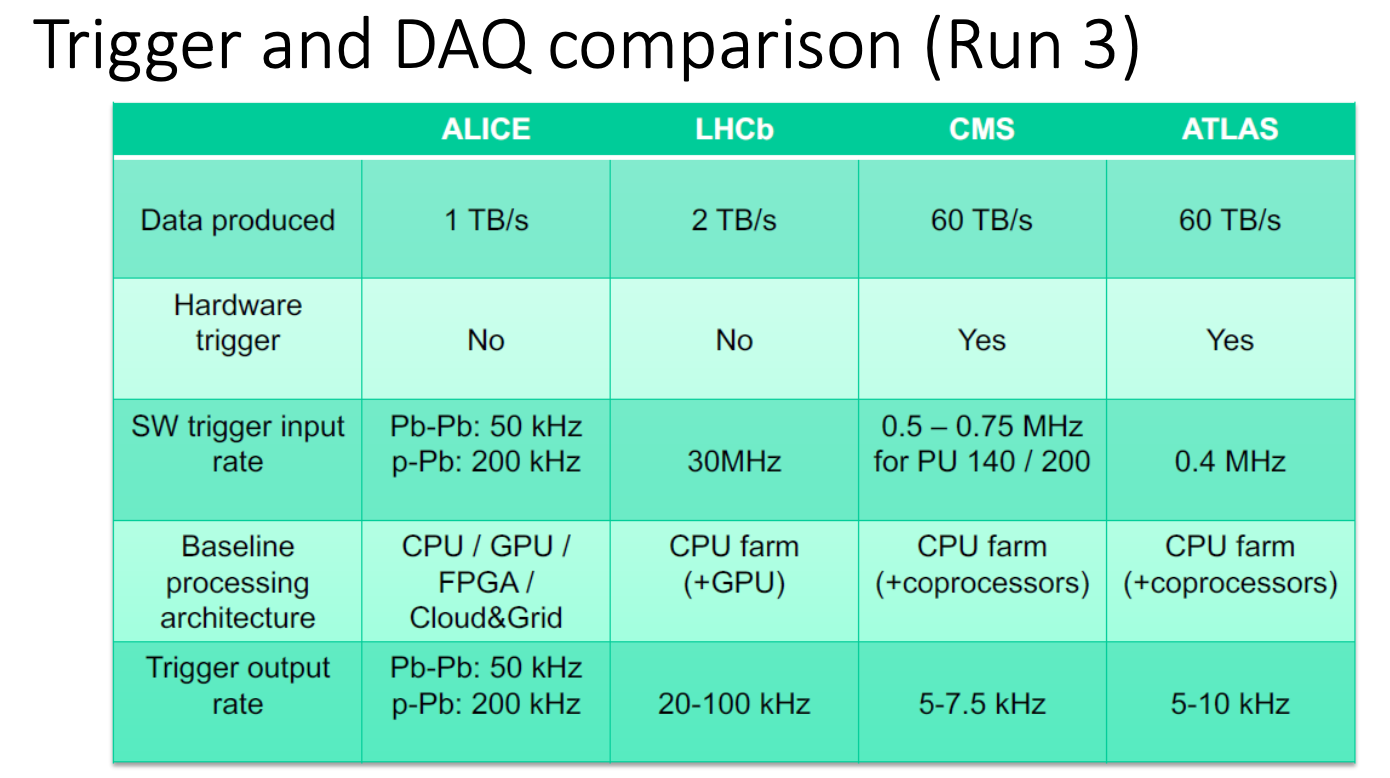 Trigger and DAQ comparison (Run 3)
ALICE LHCb CMS ATLAS
Data produced 1 TB/s 2 TB/s 60 TB/s 60 TB/s
Hardware
trigger No No Yes Yes
SW trigger input
rate
Pb-Pb: 50 kHz
p-Pb: 200 kHz
30MHz
0.5 – 0.75 MHz
for PU 140 / 200
0.4 MHz
Baseline
processing
architecture
CPU / GPU /
FPGA /
Cloud&Grid
CPU farm
(+GPU)
CPU farm
(+coprocessors)
CPU farm
(+coprocessors)
Trigger output
rate
Pb-Pb: 50 kHz
p-Pb: 200 kHz
20-100 kHz
5-7.5 kHz
5-10 kHz